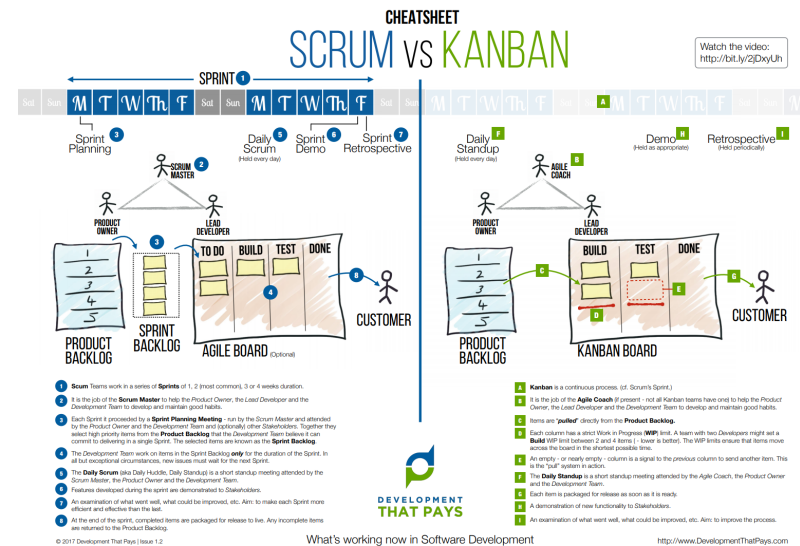 CHEATSHEET
SCRUM VS KANBAN
Watch the video:
http://bit.ly/2jDxyUh
SPRINT 1
Sat Sun M T W Th F Sat Sun M T W Th F Sat Sun M T W Th F Sat Sun A M T W Th F
Sprint
Planning
3
Daily
Scrum
(Held every day)
5
Sprint
Demo
6
Sprint
Retrospective
7
SCRUM
MASTER
2
PRODUCT
OWNER
LEAD
DEVELOPER
3
TO DO BUILD TEST DONE
1
2
3
4
5
4
8
CUSTOMER
PRODUCT
BACKLOG
SPRINT
BACKLOG
AGILE BOARD (Optional)
Daily
Standup
(Held every day)
F
Demo
(Held as appropriate)
H
Retrospective
(Held periodically)
I
AGILE
COACH
B
PRODUCT
OWNER
LEAD
DEVELOPER
BUILD TEST DONE
1
2
3
4
5
C
D
E
G
CUSTOMER
PRODUCT
BACKLOG
KANBAN BOARD
1 Scum Teams work in a series of Sprints of 1, 2 (most common), 3 or 4 weeks duration.
2 It is the job of the Scrum Master to help the Product Owner, the Lead Developer and the
Development Team to develop and maintain good habits.
3 Each Sprint it proceeded by a Sprint Planning Meeting - run by the Scrum Master and attended
by the Product Owner and the Development Team and (optionally) other Stakeholders. Together they
select high priority items from the Product Backlog that the Development Team believe it can
commit to delivering in a single Sprint. The selected items are known as the Sprint Backlog.
4 The Development Team work on items in the Sprint Backlog only for the duration of the Sprint. In
all but exceptional circumstances, new issues must wait for the next Sprint.
5 The Daily Scrum (aka Daily Huddle, Daily Standup) is a short standup meeting attended by the
Scrum Master, the Product Owner and the Development Team.
6 Features developed during the sprint are demonstrated to Stakeholders.
7 An examination of what went well, what could be improved, etc. Aim: to make each Sprint more
efficient and effective than the last.
8 At the end of the sprint, completed items are packaged for release to live. Any incomplete items
are returned to the Product Backlog.
DEVELOPMENT
THAT PAYS
A Kanban is a continuous process. (cf. Scrum's Sprint.)
B It is the job of the Agile Coach (if present - not all Kanban teams have one) to help the Product
Owner, the Lead Developer and the Development Team to develop and maintain good habits.
C Items are "pulled" directly from the Product Backlog.
D Each column has a strict Work in Progress (WIP) limit. A team with two Developers might set a
Build WIP limit between 2 and 4 items ( - lower is better). The WIP limits ensure that items move
across the board in the shortest possible time.
E An empty - or nearly empty - column is a signal to the previous column to send another item. This
is the "pull" system in action.
F The Daily Standup is a short standup meeting attended by the Agile Coach, the Product Owner
and the Development Team.
G Each item is packaged for release as soon as it is ready.
H A demonstration of new functionality to Stakeholders.
I An examination of what went well, what could be improved, etc. Aim: to improve the process.
© 2017 Development That Pays | Issue 1.2
What's working now in Software Development
http://www.DevelopmentThatPays.com